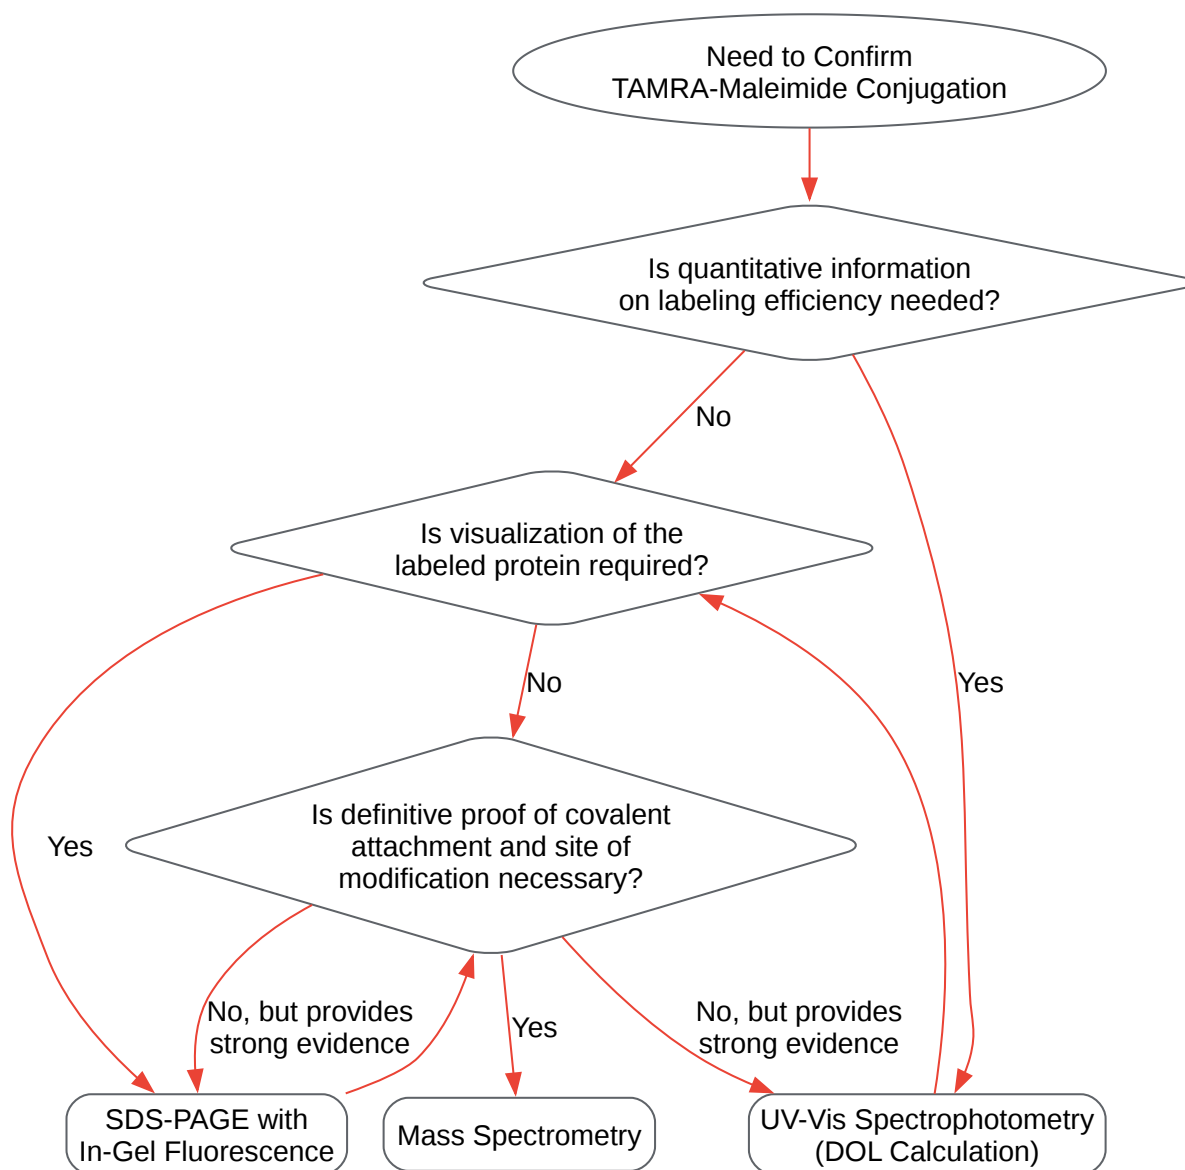 Need to Confirm
TAMRA-Maleimide Conjugation
Is quantitative information
on labeling efficiency needed?
No
Is visualization of the
labeled protein required?
Yes
No
Is definitive proof of covalent
attachment and site of
modification necessary?
Yes
No, but provides
strong evidence
Yes
No, but provides
strong evidence
SDS-PAGE with
In-Gel Fluorescence
Mass Spectrometry
UV-Vis Spectrophotometry
(DOL Calculation)